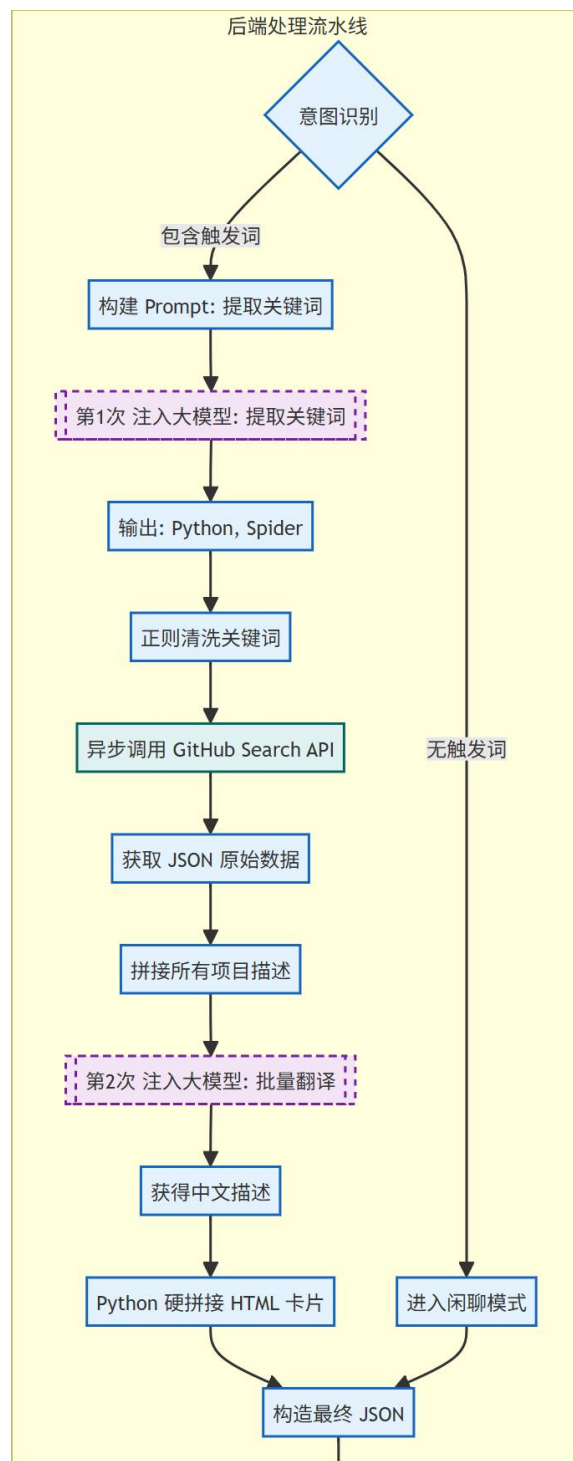 后端处理流水线
意图识别
包含触发词
构建 Prompt: 提取关键词
第1次 注入大模型: 提取关键词
输出: Python, Spider
正则清洗关键词
异步调用 GitHub Search API
无触发词
获取 JSON 原始数据
拼接所有项目描述
第2次 注入大模型: 批量翻译
获得中文描述
Python 硬拼接 HTML 卡片
进入闲聊模式
构造最终 JSON